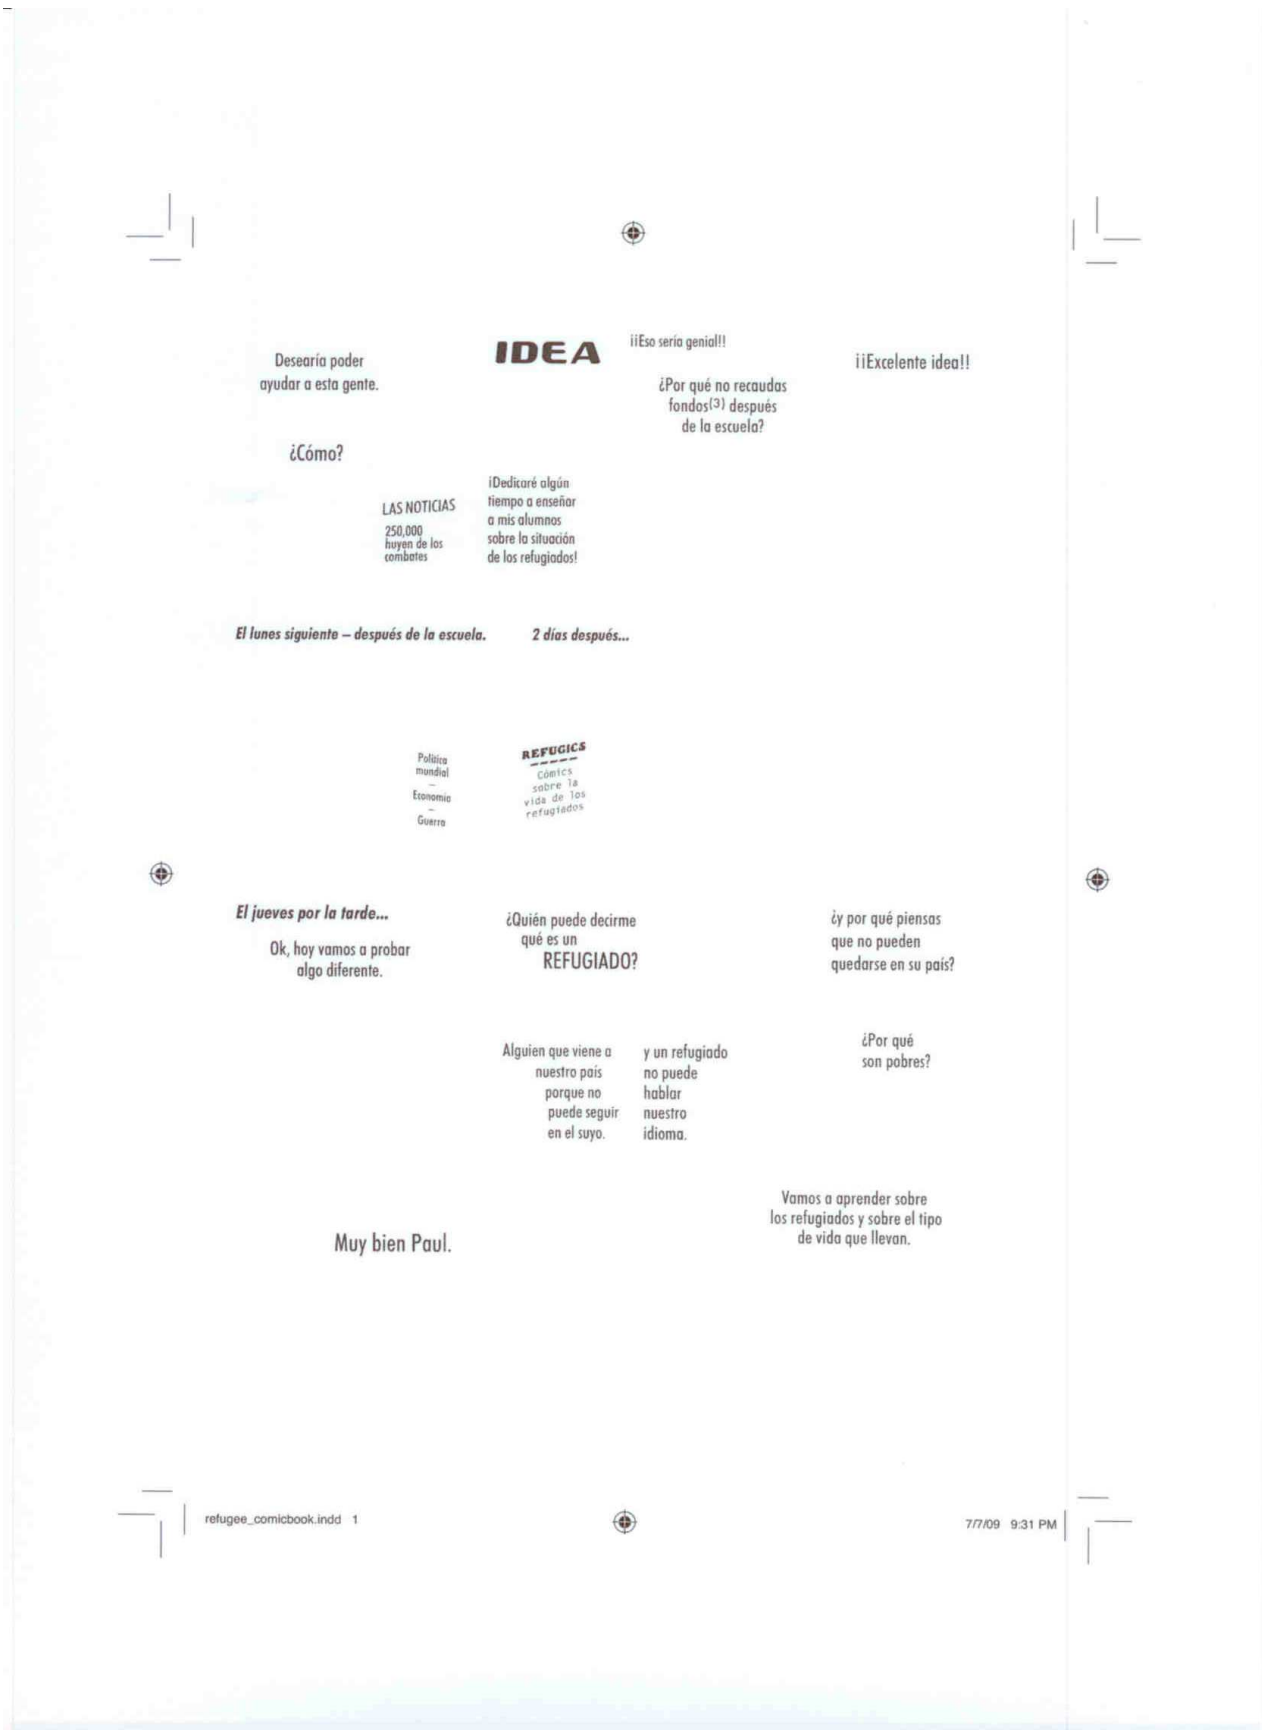 Desearía poder
ayudar a esta gente.
¿Cómo?
IDEA
¡¡Eso sería genial!!
¿Por qué no recaudas
fondos(3) después
de la escuela?
¡¡Excelente idea!!
LAS NOTICIAS
250,000
huyen de los
combates
¡Dedicaré algún
tiempo a enseñar
a mis alumnos
sobre la situación
de los refugiados!
El lunes siguiente – después de la escuela.
2 días después...
Política
mundial
–
Economía
–
Guerra
REFUGICS
-----
Cómics
sobre la
vida de los
refugiados
El jueves por la tarde...
Ok, hoy vamos a probar
algo diferente.
¿Quién puede decirme
qué es un
REFUGIADO?
¿y por qué piensas
que no pueden
quedarse en su país?
Alguien que viene a
nuestro país
porque no
puede seguir
en el suyo.
y un refugiado
no puede
hablar
nuestro
idioma.
¿Por qué
son pobres?
Muy bien Paul.
Vamos a aprender sobre
los refugiados y sobre el tipo
de vida que llevan.
refugee_comicbook.indd 1
7/7/09 9:31 PM